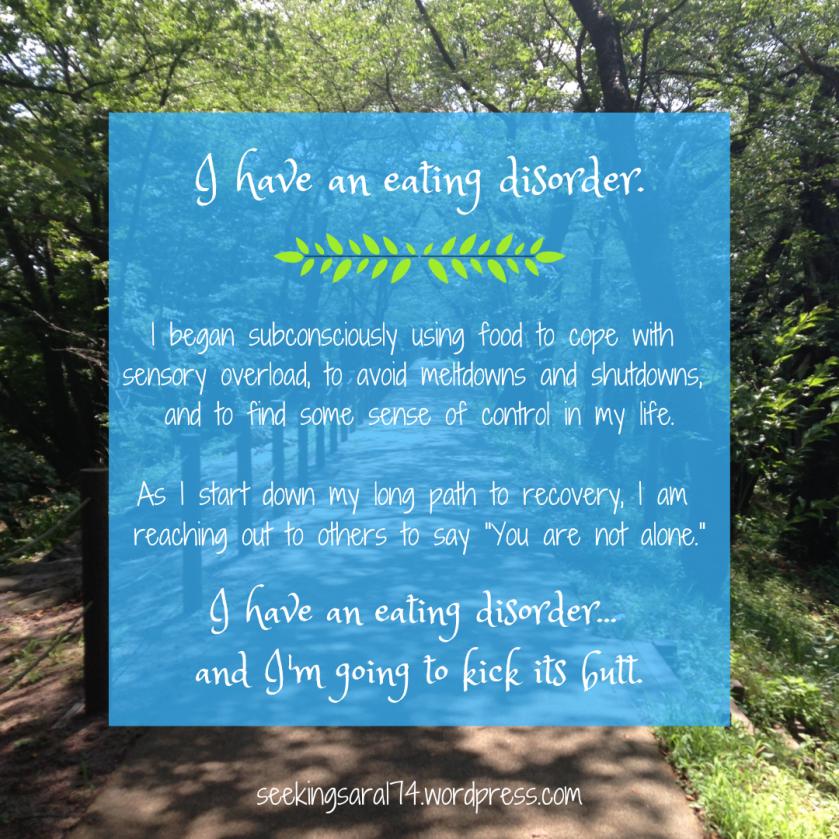 I have an eating disorder.
I began subconsciously using food to cope with
sensory overload, to avoid meltdowns and shutdowns,
and to find some sense of control in my life.
As I start down my long path to recovery, I am
reaching out to others to say "You are not alone."
I have an eating disorder...
and I'm going to kick its butt.
seekingsara174.wordpress.com